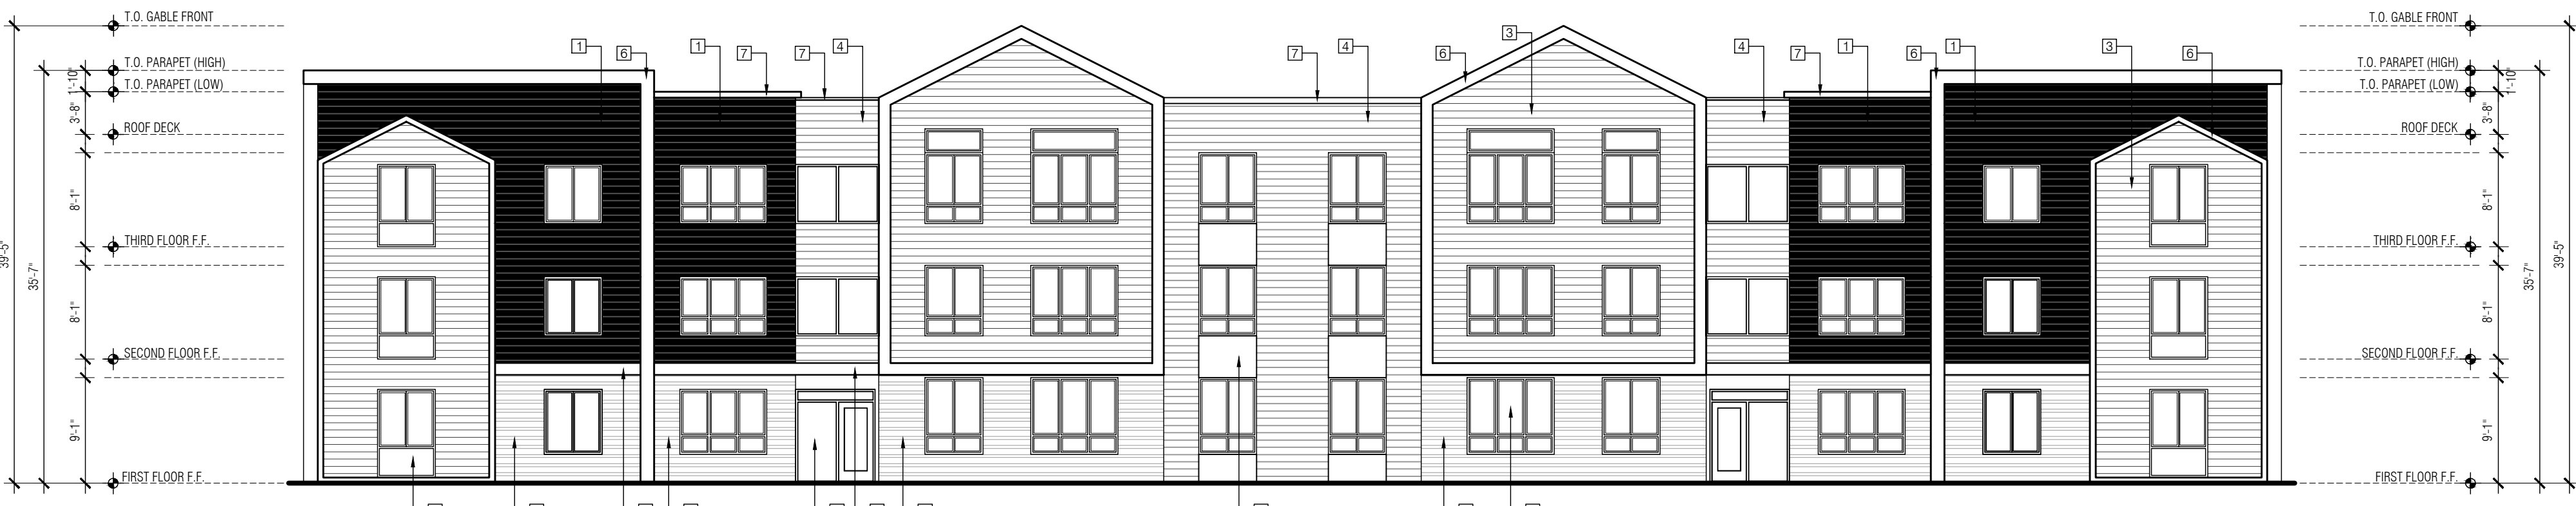 T.O. GABLE FRONT
T.O. PARAPET (HIGH)
T.O. PARAPET (LOW)
ROOF DECK
THIRD FLOOR F.F.
SECOND FLOOR F.F.
FIRST FLOOR F.F.
39'-5"
35'-7"
1'-10"
3'-8"
8'-1"
8'-1"
9'-1"
1
6
1
7
7
4
7
4
6
3
4
7
1
6
1
3
6
T.O. GABLE FRONT
T.O. PARAPET (HIGH)
T.O. PARAPET (LOW)
ROOF DECK
THIRD FLOOR F.F.
SECOND FLOOR F.F.
FIRST FLOOR F.F.
1'-10"
3'-8"
8'-1"
8'-1"
9'-1"
35'-7"
39'-5"